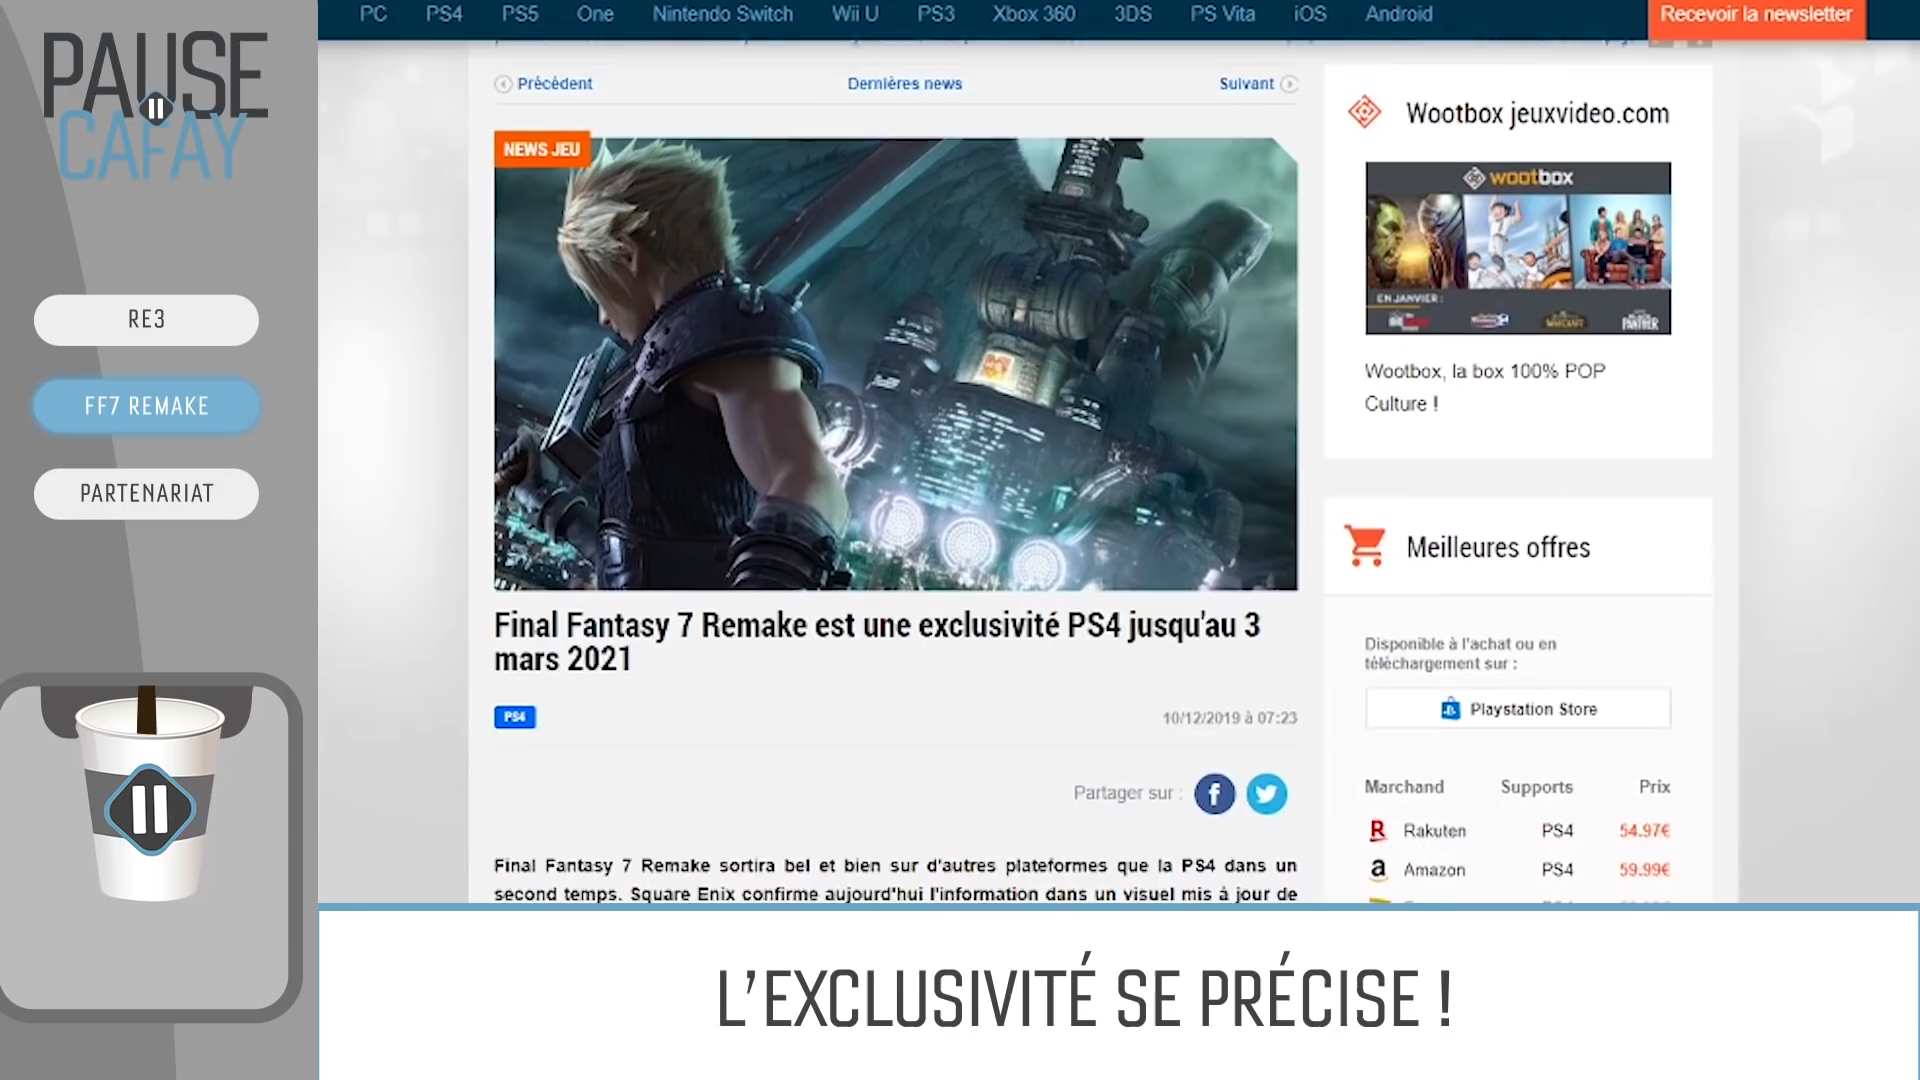 PAUSE
CAFAY
RE3
FF7 REMAKE
PARTENARIAT
PC PS4 PS5 One Nintendo Switch Wii U PS3 Xbox 360 3DS PS Vita iOS Android
Recevoir la newsletter
Précédent Dernières news Suivant
NEWS JEU
Final Fantasy 7 Remake est une exclusivité PS4 jusqu'au 3
mars 2021
PS4
10/12/2019 à 07:23
Partager sur :
Final Fantasy 7 Remake sortira bel et bien sur d'autres plateformes que la PS4 dans un
second temps. Square Enix confirme aujourd'hui l'information dans un visuel mis à jour de
Wootbox jeuxvideo.com
wootbox
EN JANVIER :
WARCRAFT
PANTHER
Wootbox, la box 100% POP
Culture !
Meilleures offres
Disponible à l'achat ou en
téléchargement sur :
Playstation Store
Marchand Supports Prix
Rakuten PS4 54.97€
Amazon PS4 59.99€
L'EXCLUSIVITÉ SE PRÉCISE !